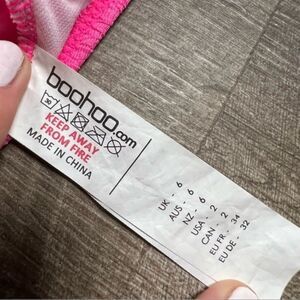 boohoo.com
30
KEEP AWAY
FROM FIRE
MADE IN CHINA
UK - 6
AUS - 6
NZ - 6
USA - 2
CAN - 2
EU FR - 34
EU DE - 32